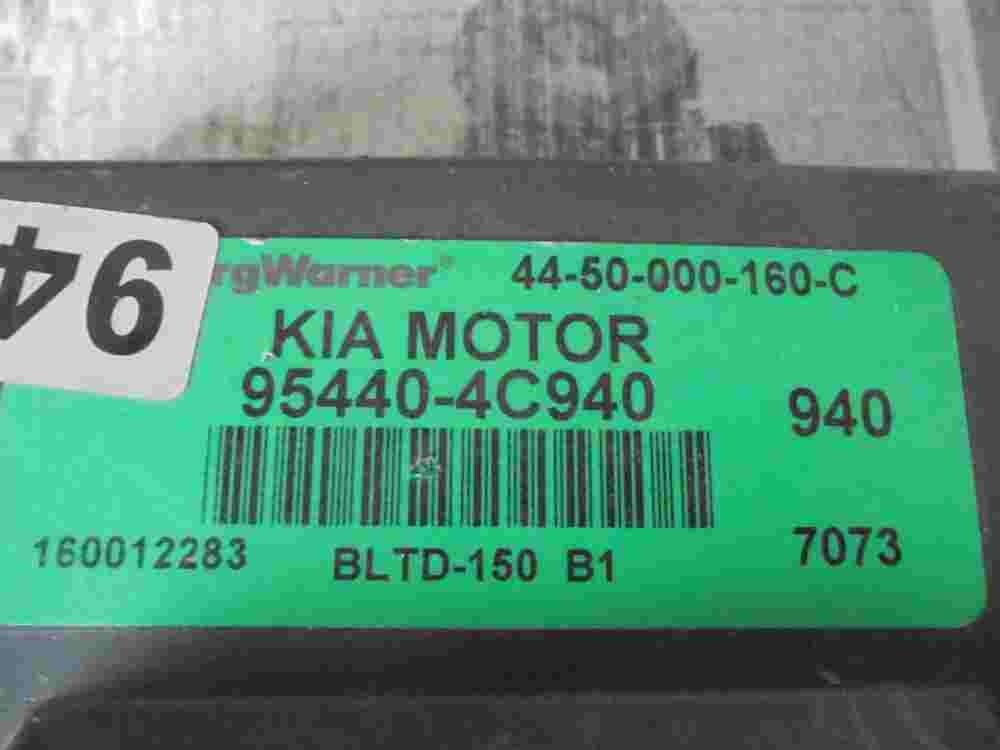 94
rgWarner 44-50-000-160-C
KIA MOTOR
95440-4C940 940
160012283 BLTD-150 B1 7073